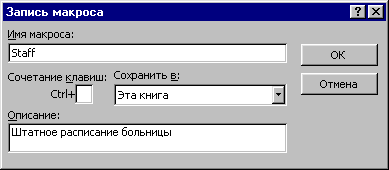 Запись макроса
Имя макроса:
Staff
OK
Сочетание клавиш:
Сохранить в:
Отмена
Ctrl+
Эта книга
Описание:
Штатное расписание больницы